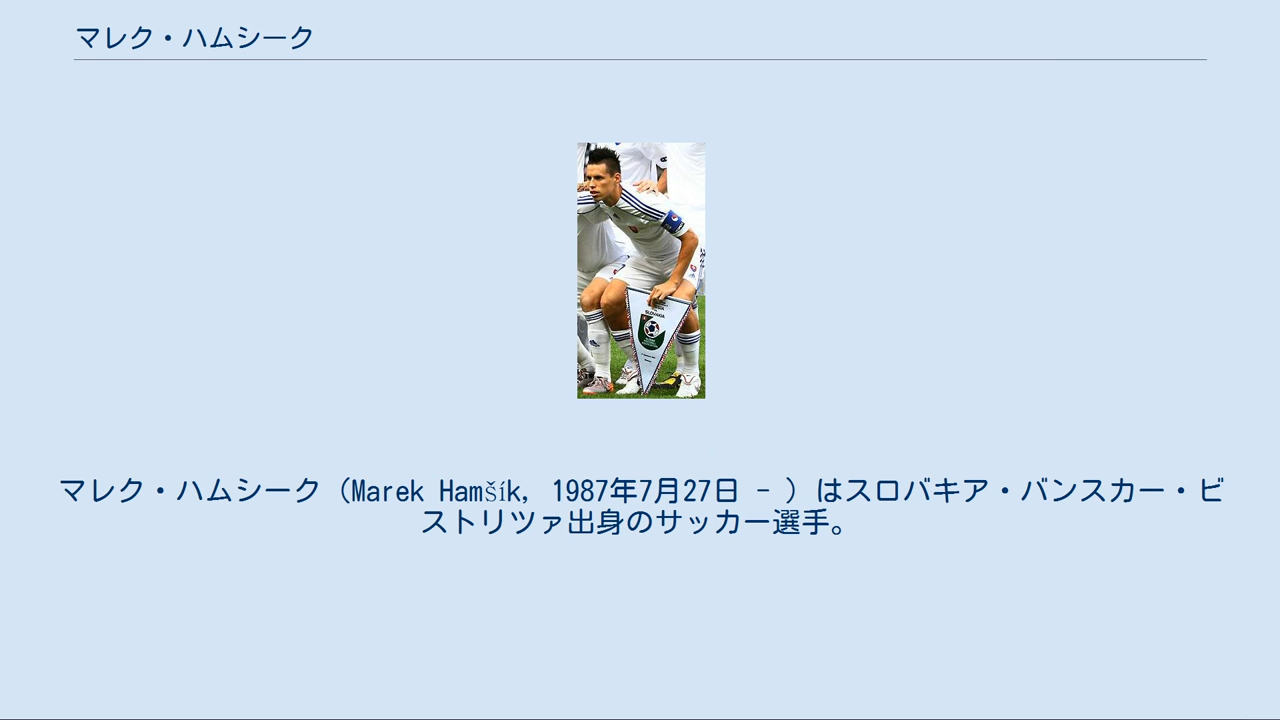 マレク・ハムシーク
SLOVAKIA
マレク・ハムシーク（Marek Hamšík, 1987年7月27日 - ）はスロバキア・バンスカー・ビ
ストリツァ出身のサッカー選手。